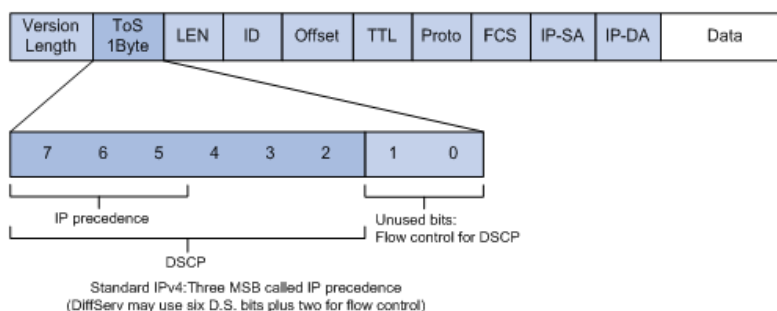 Version Length
ToS 1Byte
LEN
ID
Offset
TTL
Proto
FCS
IP-SA
IP-DA
Data
7 6 5 4 3 2 1 0
IP precedence
Unused bits:
Flow control for DSCP
DSCP
Standard IPv4:Three MSB called IP precedence
(DiffServ may use six D.S. bits plus two for flow control)